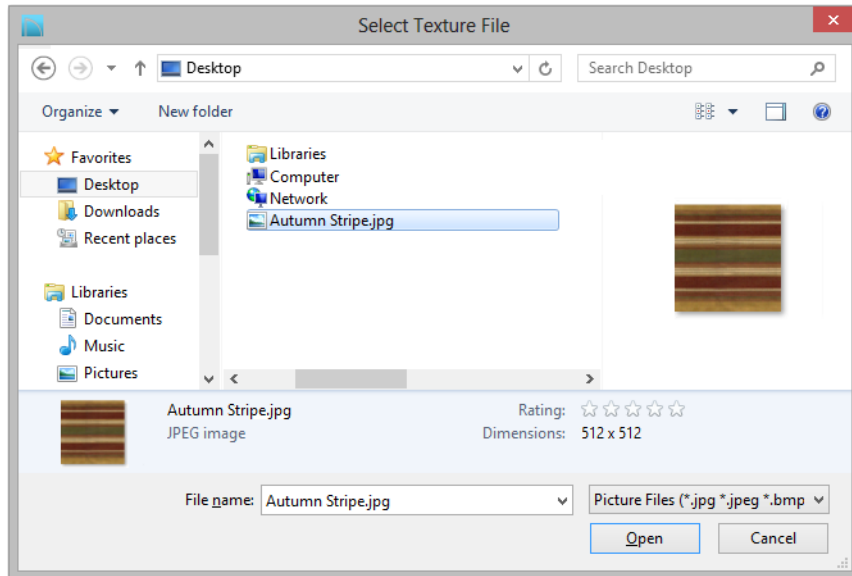 Select Texture File
Desktop
Search Desktop
Organize
New folder
Favorites
Desktop
Downloads
Recent places
Libraries
Documents
Music
Pictures
Libraries
Computer
Network
Autumn Stripe.jpg
Autumn Stripe.jpg
JPEG image
Rating:
Dimensions: 512 x 512
File name: Autumn Stripe.jpg
Picture Files (*.jpg *.jpeg *.bmp
Open
Cancel